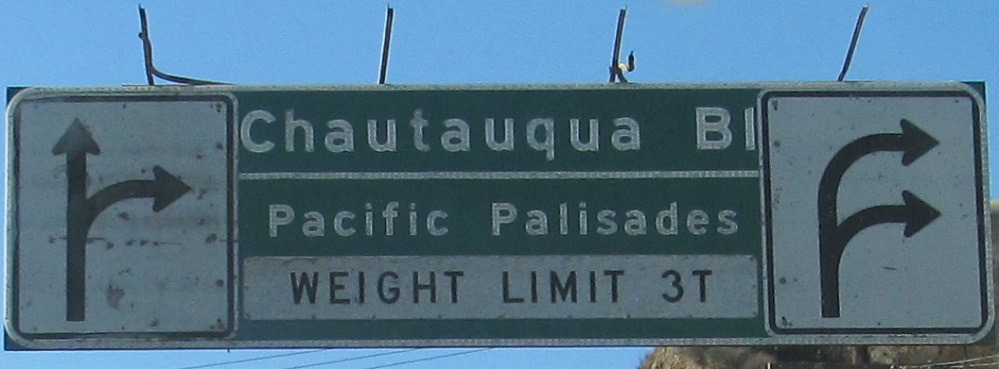 Chautauqua Bl
Pacific Palisades
WEIGHT LIMIT 3T